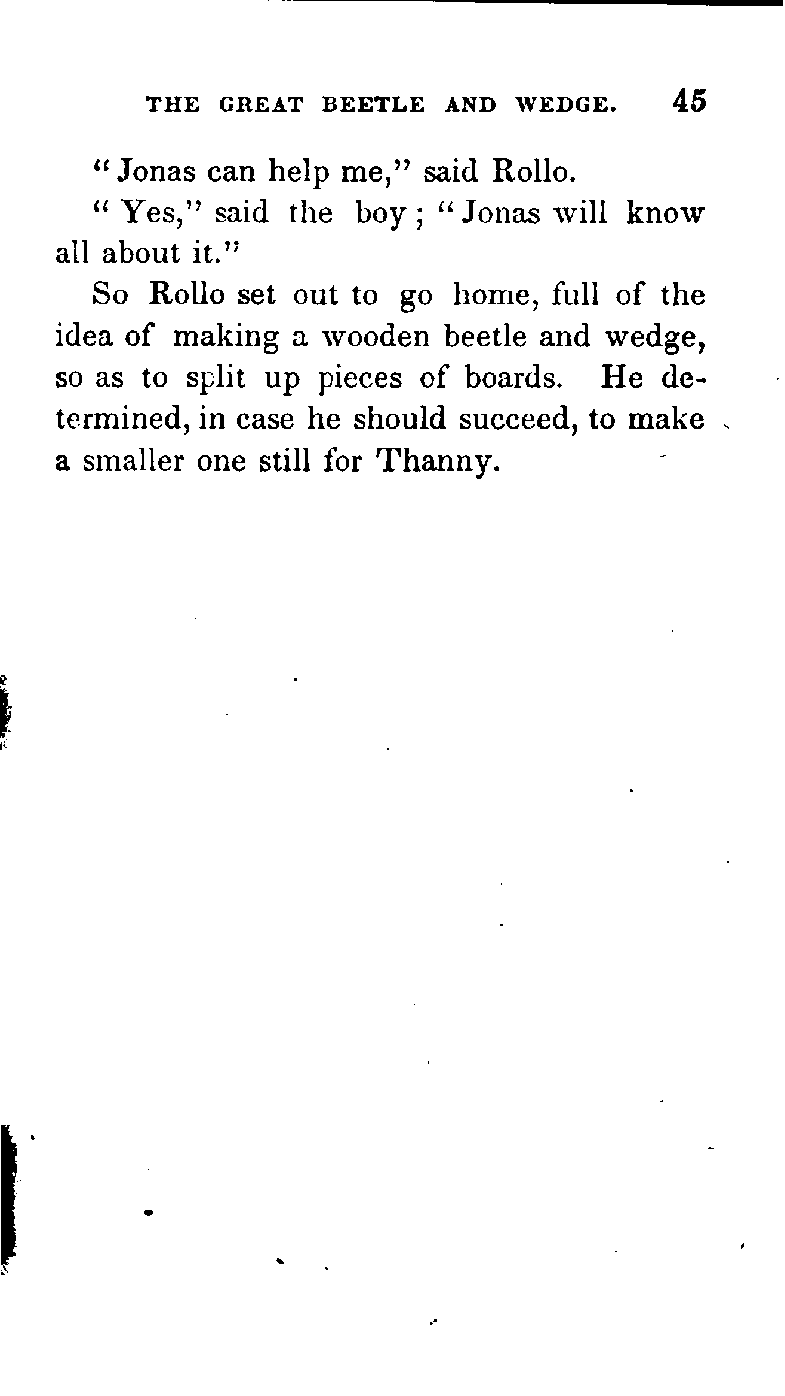 THE GREAT BEETLE AND WEDGE. 45
“Jonas can help me,” said Rollo.
“Yes,” said the boy; “Jonas will know
all about it.”
So Rollo set out to go home, full of the
idea of making a wooden beetle and wedge,
so as to split up pieces of boards. He de-
termined, in case he should succeed, to make
a smaller one still for Thanny.